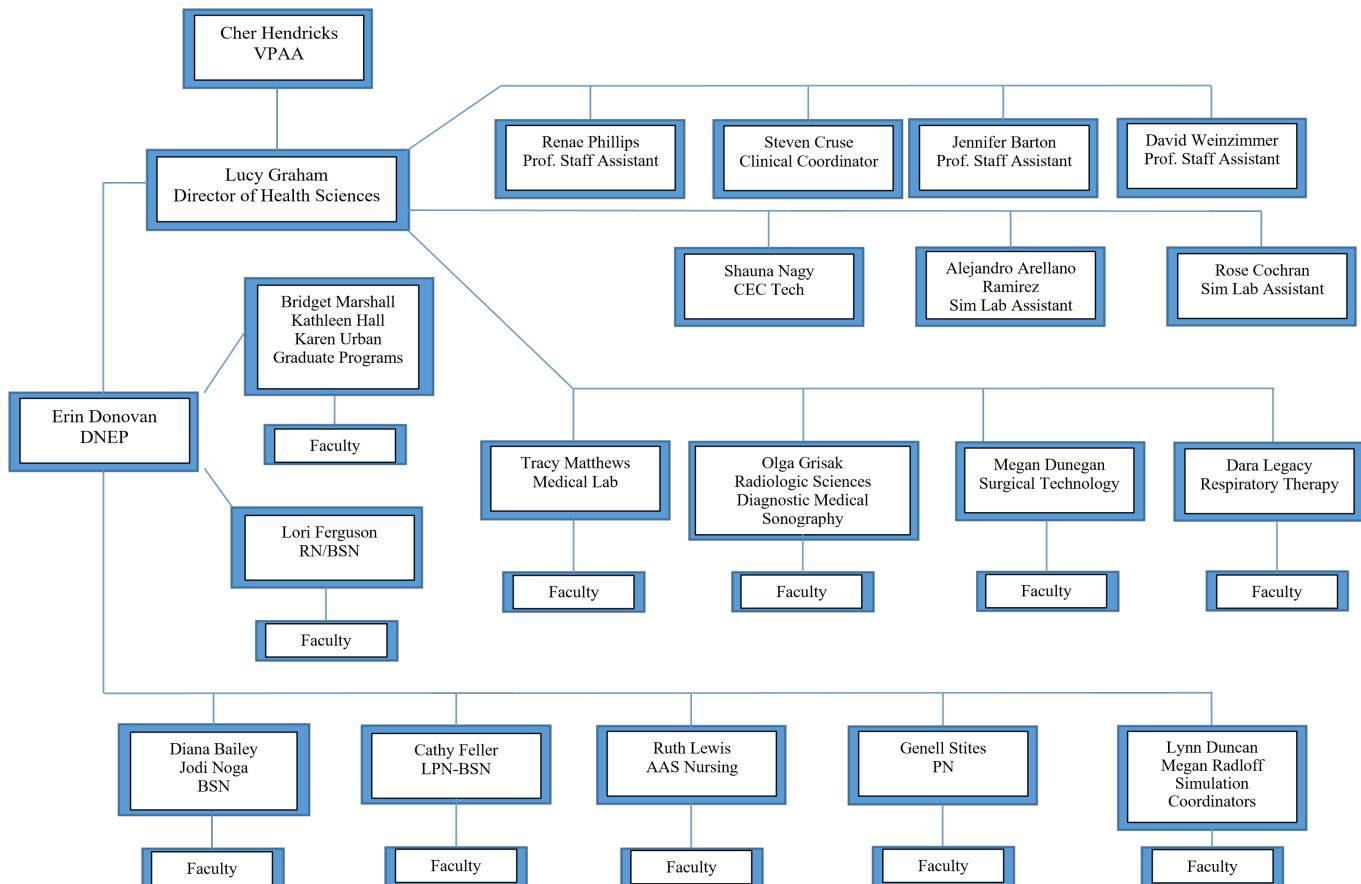 Cher Hendricks
VPAA
Renae Phillips
Prof. Staff Assistant
Steven Cruse
Clinical Coordinator
Jennifer Barton
Prof. Staff Assistant
David Weinzimmer
Prof. Staff Assistant
Lucy Graham
Director of Health Sciences
Shauna Nagy
CEC Tech
Alejandro Arellano
Ramirez
Sim Lab Assistant
Rose Cochran
Sim Lab Assistant
Bridget Marshall
Kathleen Hall
Karen Urban
Graduate Programs
Faculty
Erin Donovan
DNEP
Lori Ferguson
RN/BSN
Faculty
Tracy Matthews
Medical Lab
Olga Grisak
Radiologic Sciences
Diagnostic Medical
Sonography
Megan Dunegan
Surgical Technology
Dara Legacy
Respiratory Therapy
Faculty
Faculty
Faculty
Faculty
Diana Bailey
Jodi Noga
BSN
Cathy Feller
LPN-BSN
Ruth Lewis
AAS Nursing
Genell Stites
PN
Lynn Duncan
Megan Radloff
Simulation
Coordinators
Faculty
Faculty
Faculty
Faculty
Faculty